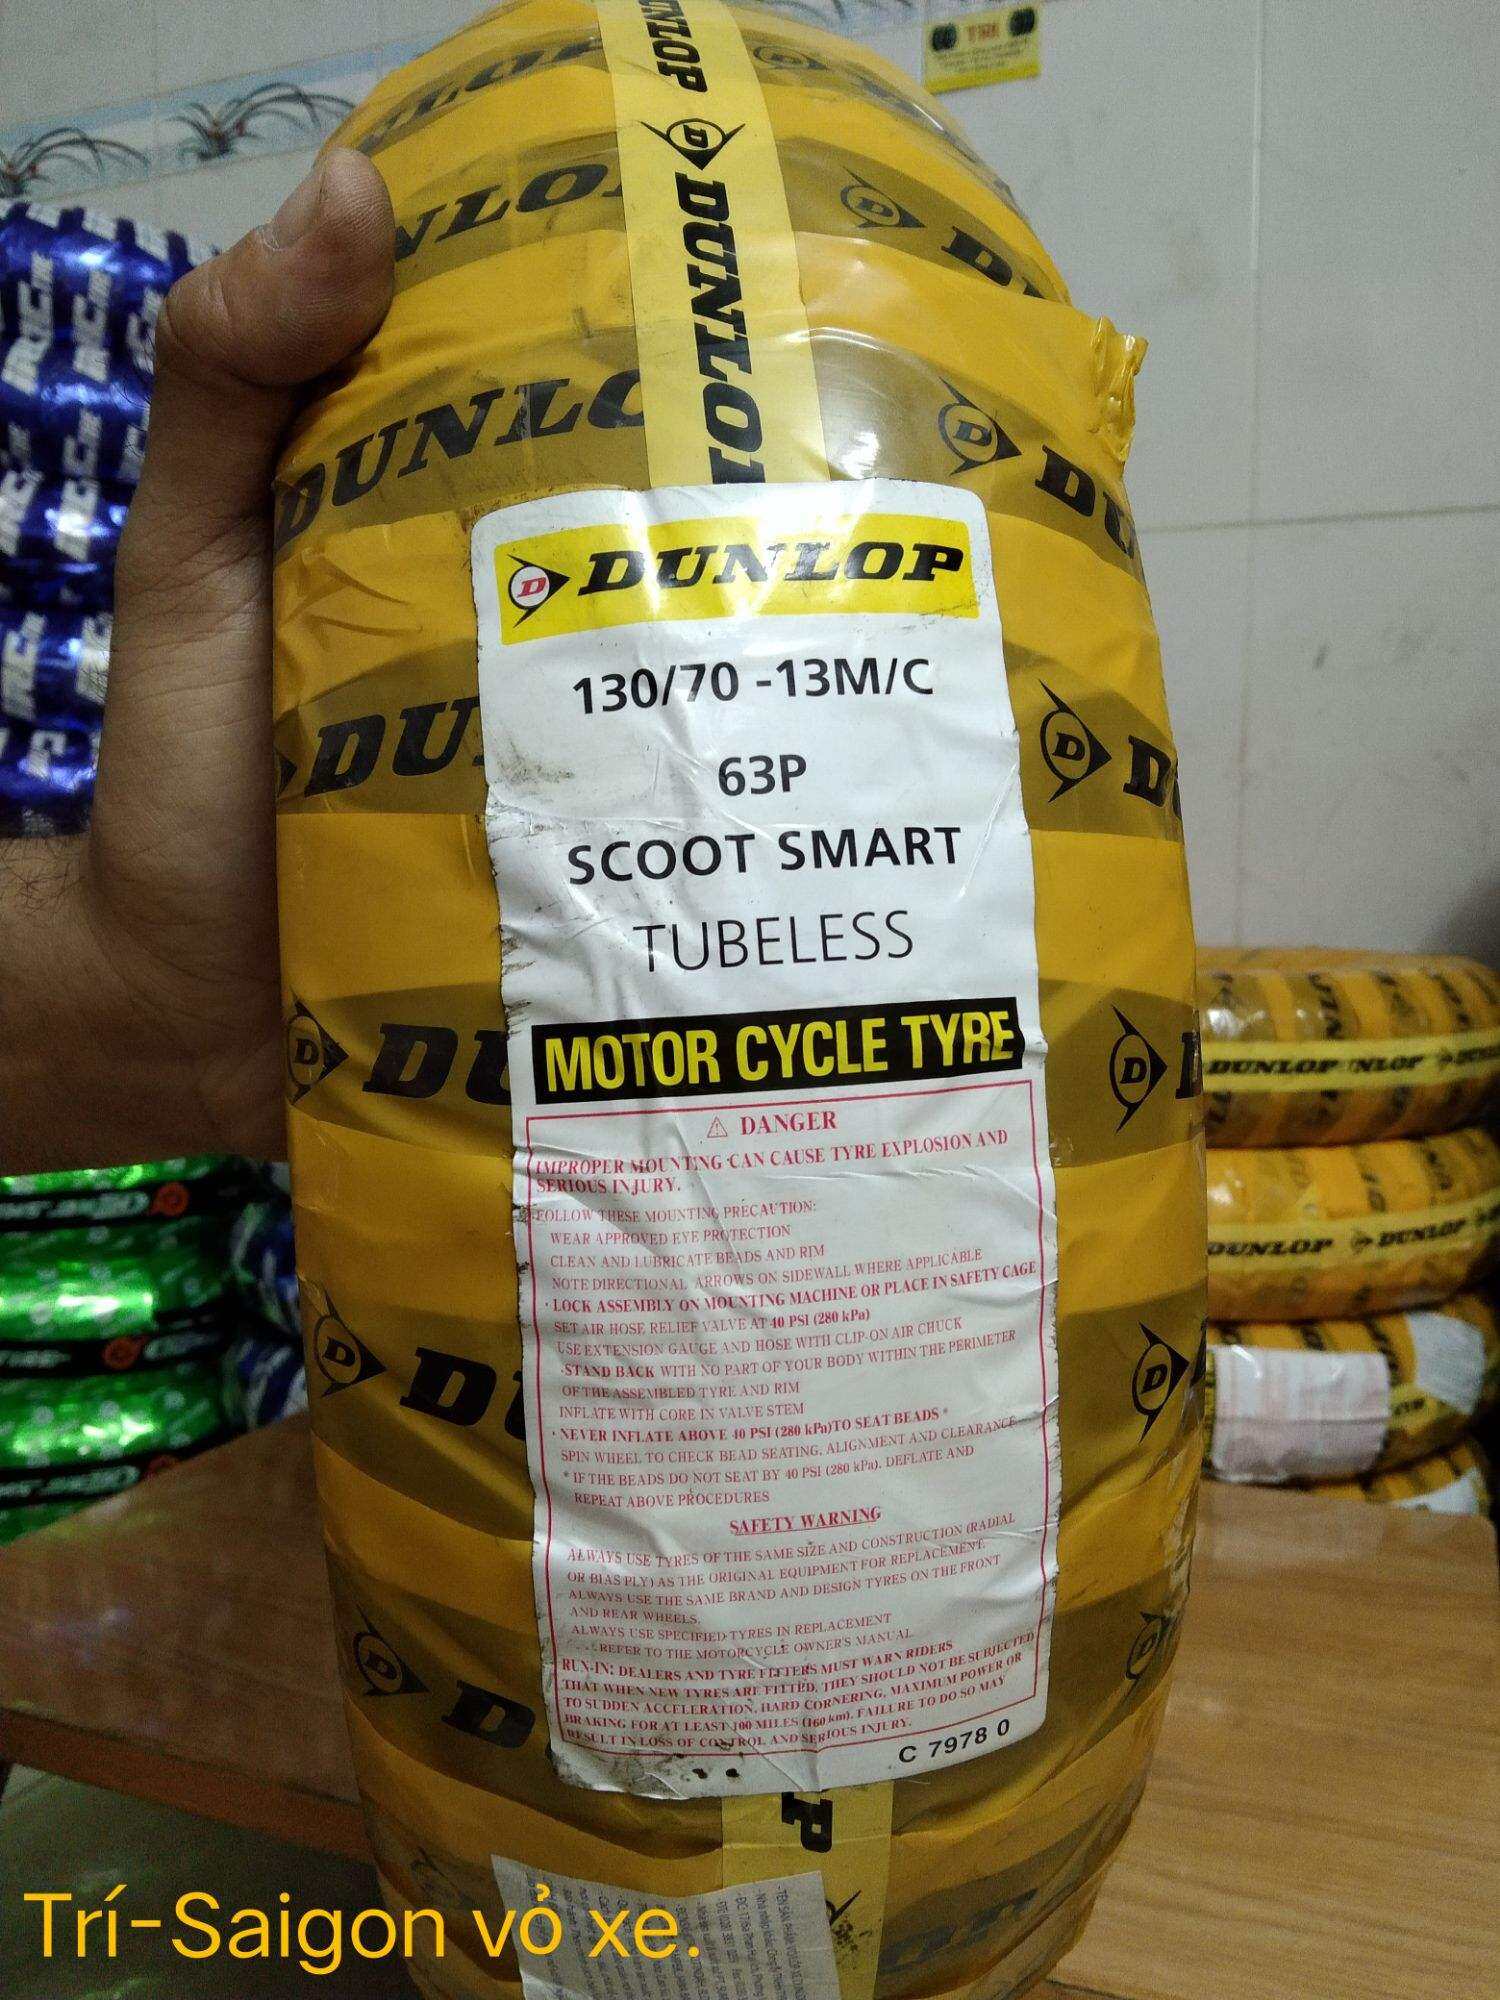 DUNLOP
DUNLOP
DUNLOP
130/70 -13M/C
63P
SCOOT SMART
TUBELESS
MOTOR CYCLE TYRE
⚠ DANGER
IMPROPER MOUNTING CAN CAUSE TYRE EXPLOSION AND
SERIOUS INJURY.
FOLLOW THESE MOUNTING PRECAUTION:
WEAR APPROVED EYE PROTECTION
CLEAN AND LUBRICATE BEADS AND RIM
NOTE DIRECTIONAL ARROWS ON SIDEWALL WHERE APPLICABLE
· LOCK ASSEMBLY ON MOUNTING MACHINE OR PLACE IN SAFETY CAGE
SET AIR HOSE RELIEF VALVE AT 40 PSI (280 kPa)
USE EXTENSION GAUGE AND HOSE WITH CLIP-ON AIR CHUCK
·STAND BACK WITH NO PART OF YOUR BODY WITHIN THE PERIMETER
OF THE ASSEMBLED TYRE AND RIM
INFLATE WITH CORE IN VALVE STEM
· NEVER INFLATE ABOVE 40 PSI (280 kPa) TO SEAT BEADS *
SPIN WHEEL TO CHECK BEAD SEATING, ALIGNMENT AND CLEARANCE
* IF THE BEADS DO NOT SEAT BY 40 PSI (280 kPa). DEFLATE AND
REPEAT ABOVE PROCEDURES
SAFETY WARNING
ALWAYS USE TYRES OF THE SAME SIZE AND CONSTRUCTION (RADIAL
OR BIAS PLY) AS THE ORIGINAL EQUIPMENT FOR REPLACEMENT
ALWAYS USE THE SAME BRAND AND DESIGN TYRES ON THE FRONT
AND REAR WHEELS.
ALWAYS USE SPECIFIED TYRES IN REPLACEMENT
REFER TO THE MOTORCYCLE OWNER'S MANUAL
RUN-IN: DEALERS AND TYRE FITTERS MUST WARN RIDERS
THAT WHEN NEW TYRES ARE FITTED, THEY SHOULD NOT BE SUBJECTED
TO SUDDEN ACCELERATION, HARD CORNERING, MAXIMUM POWER OR
BRAKING FOR AT LEAST 100 MILES (160 km). FAILURE TO DO SO MAY
RESULT IN LOSS OF CONTROL AND SERIOUS INJURY.
C 7978 0
DUNLOP
DUNLOP DUNLOP
Trí-Saigon vỏ xe.